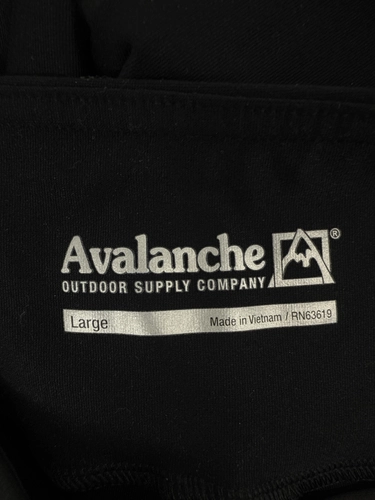 Avalanche ®
OUTDOOR SUPPLY COMPANY
Large Made in Vietnam / RN63619